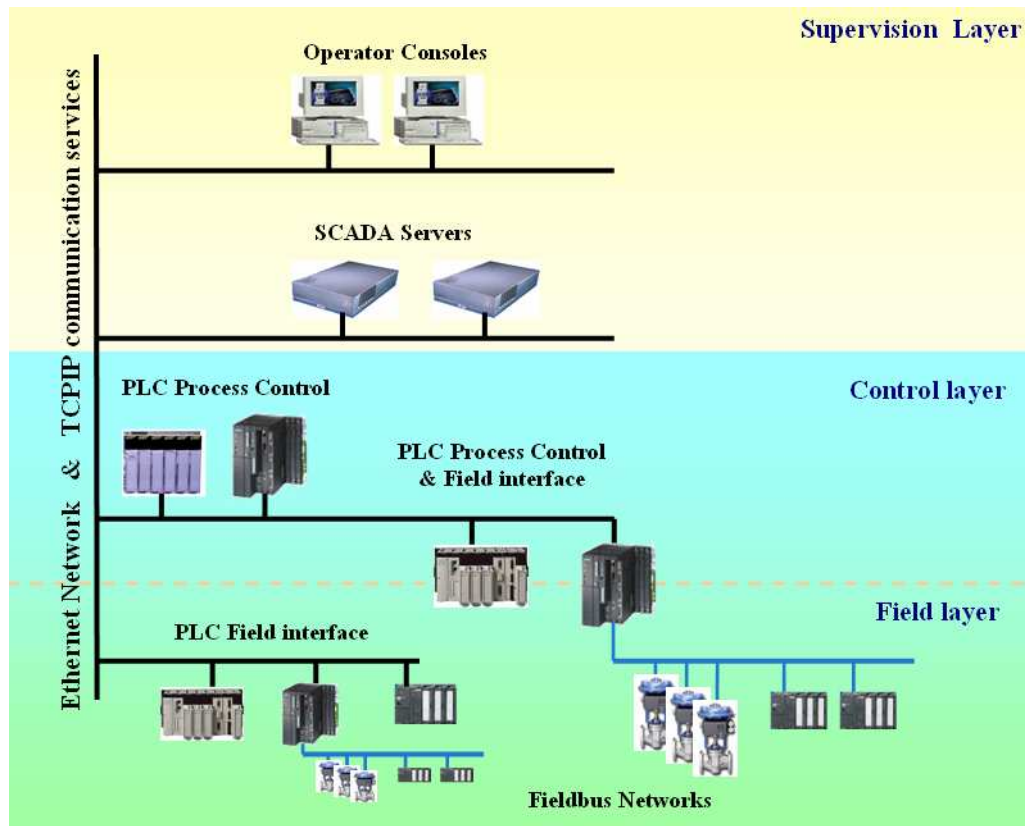 Supervision Layer
Operator Consoles
SCADA Servers
Ethernet Network & TCPIP communication services
Control layer
PLC Process Control
PLC Process Control
& Field interface
Field layer
PLC Field interface
Fieldbus Networks